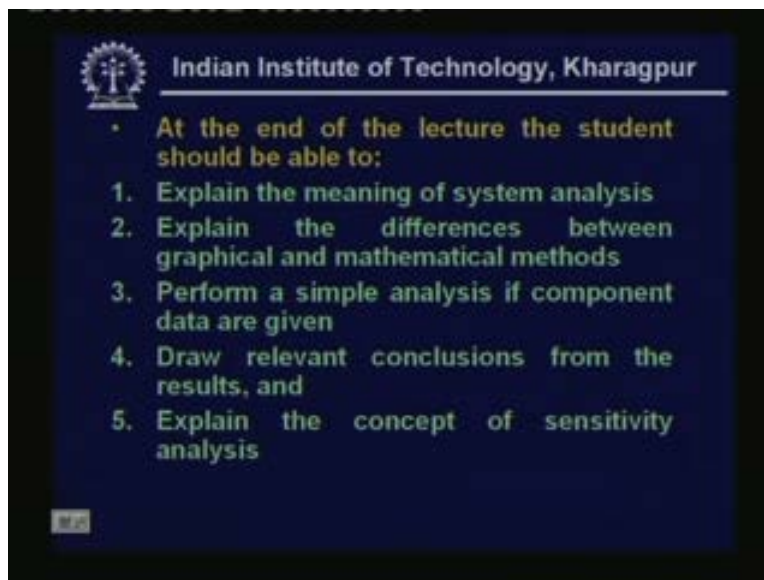 Indian Institute of Technology, Kharagpur
• At the end of the lecture the student
should be able to:
1. Explain the meaning of system analysis
2. Explain the differences between
graphical and mathematical methods
3. Perform a simple analysis if component
data are given
4. Draw relevant conclusions from the
results, and
5. Explain the concept of sensitivity
analysis